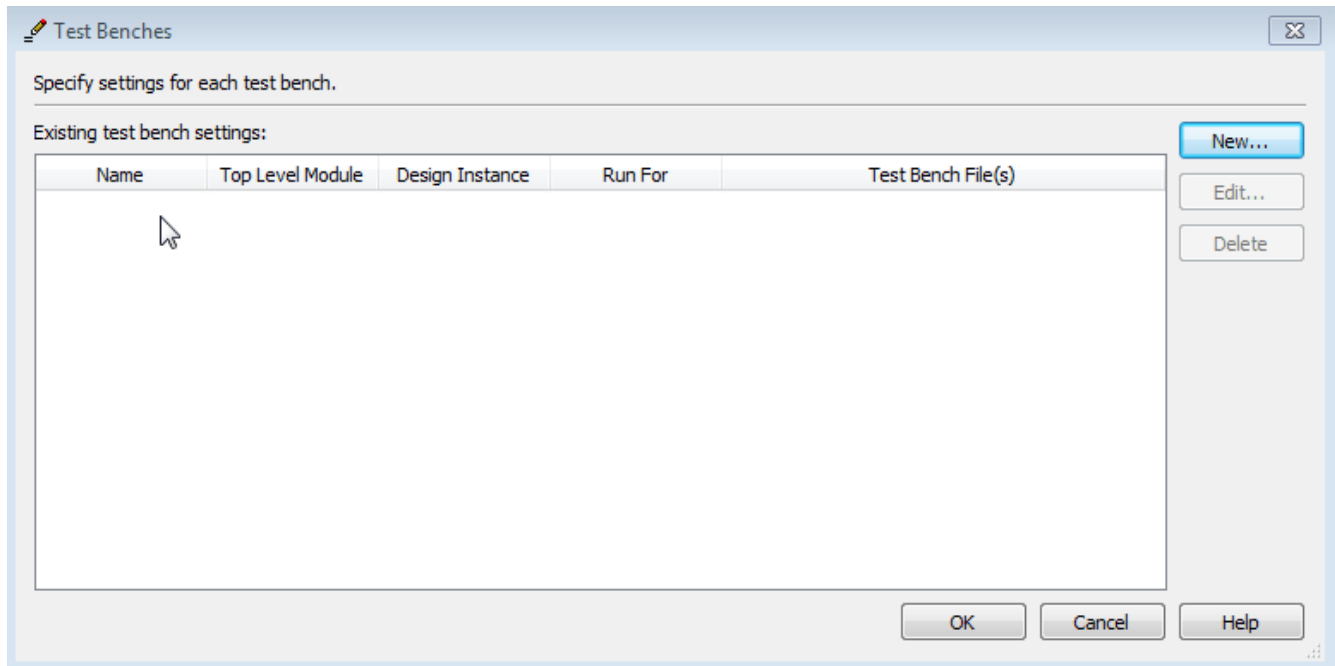 Test Benches
Specify settings for each test bench.
Existing test bench settings:
New...
Name Top Level Module Design Instance Run For Test Bench File(s)
Edit...
Delete
OK Cancel Help